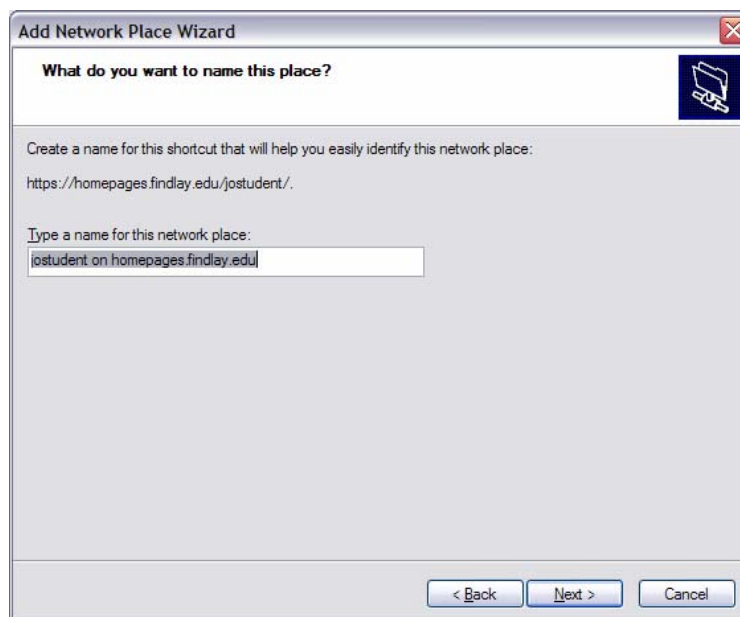 Add Network Place Wizard
What do you want to name this place?
Create a name for this shortcut that will help you easily identify this network place:
https://homepages.findlay.edu/jostudent/.
Type a name for this network place:
jostudent on homepages.findlay.edu
< Back Next > Cancel